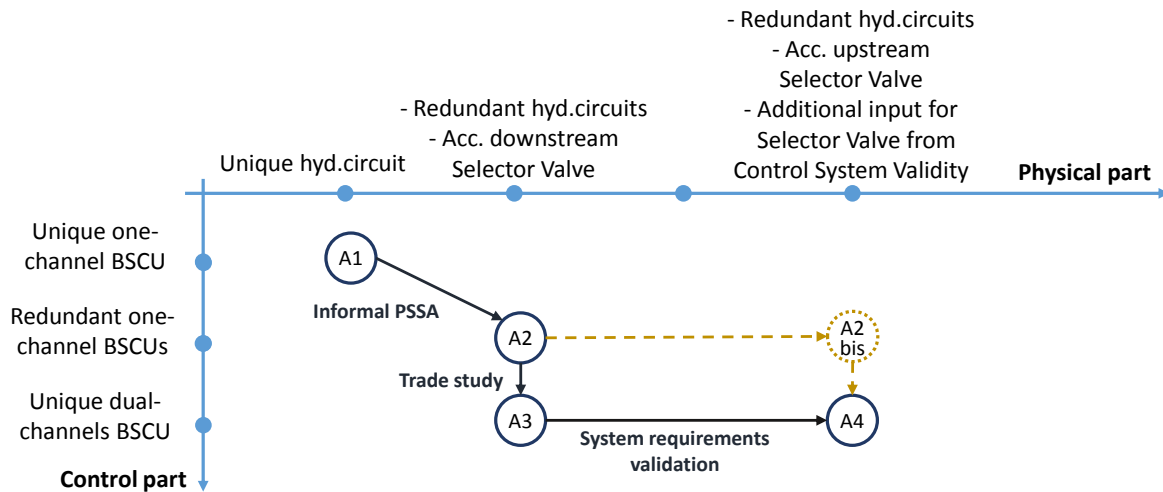 - Redundant hyd.circuits
- Acc. upstream
Selector Valve
- Additional input for
Selector Valve from
Control System Validity
- Redundant hyd.circuits
- Acc. downstream
Selector Valve
Unique hyd.circuit
Physical part
Unique one-
channel BSCU
A1
Informal PSSA
Redundant one-
channel BSCUs
A2
A2
bis
Trade study
Unique dual-
channels BSCU
A3
A4
System requirements
validation
Control part